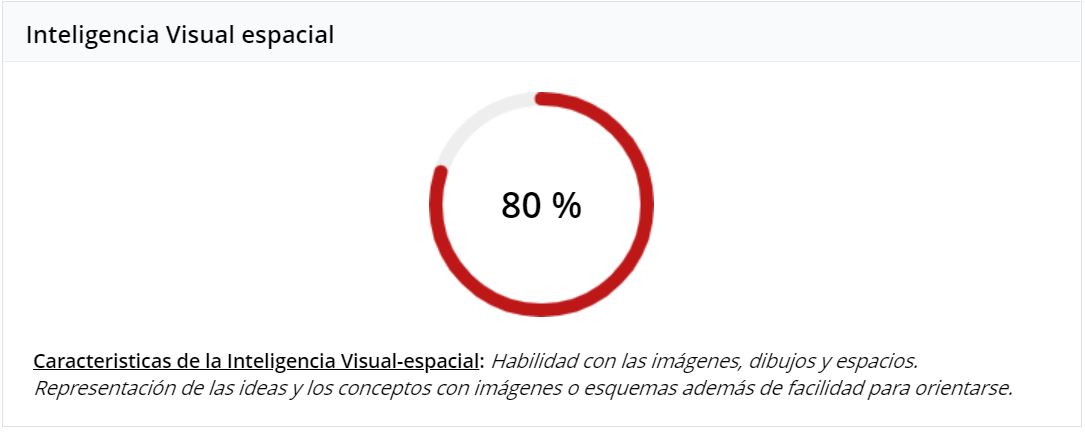 Inteligencia Visual espacial
80 %
Caracteristicas de la Inteligencia Visual-espacial: Habilidad con las imágenes, dibujos y espacios.
Representación de las ideas y los conceptos con imágenes o esquemas además de facilidad para orientarse.